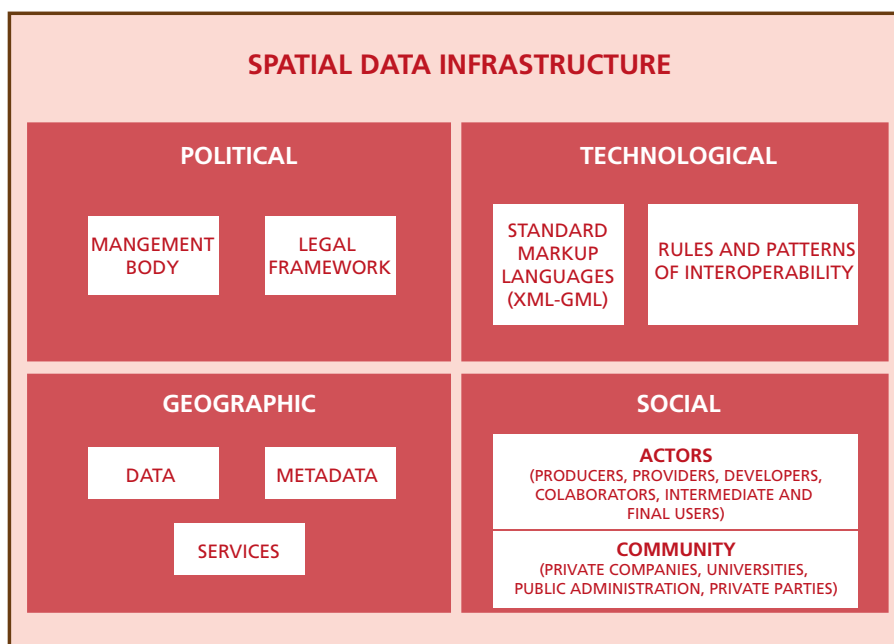 SPATIAL DATA INFRASTRUCTURE
POLITICAL
MANGEMENT
BODY
LEGAL
FRAMEWORK
TECHNOLOGICAL
STANDARD
MARKUP
LANGUAGES
(XML-GML)
RULES AND PATTERNS
OF INTEROPERABILITY
GEOGRAPHIC
DATA
METADATA
SERVICES
SOCIAL
ACTORS
(PRODUCERS, PROVIDERS, DEVELOPERS,
COLABORATORS, INTERMEDIATE AND
FINAL USERS)
COMMUNITY
(PRIVATE COMPANIES, UNIVERSITIES,
PUBLIC ADMINISTRATION, PRIVATE PARTIES)